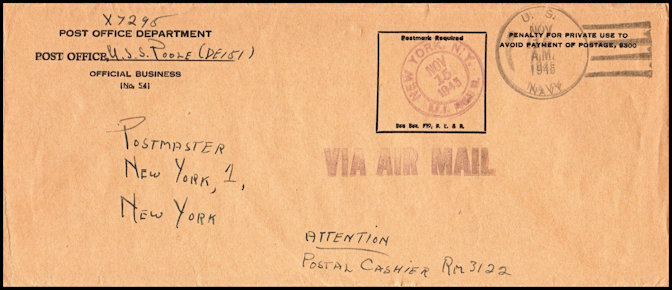 X7295
POST OFFICE DEPARTMENT
POST OFFICE, U.S.S. POOLE (DE151)
OFFICIAL BUSINESS
(No. 54)
Postmark Required
NEW YORK, N.Y.
NOV
15
1945
See Sec. P. L. & R.
U. S.
NOV
A.M.
1945
NAVY
PENALTY FOR PRIVATE USE TO
AVOID PAYMENT OF POSTAGE, $300
POSTMASTER
NEW YORK, 1,
NEW YORK
VIA AIR MAIL
ATTENTION
POSTAL CASHIER RM 3122